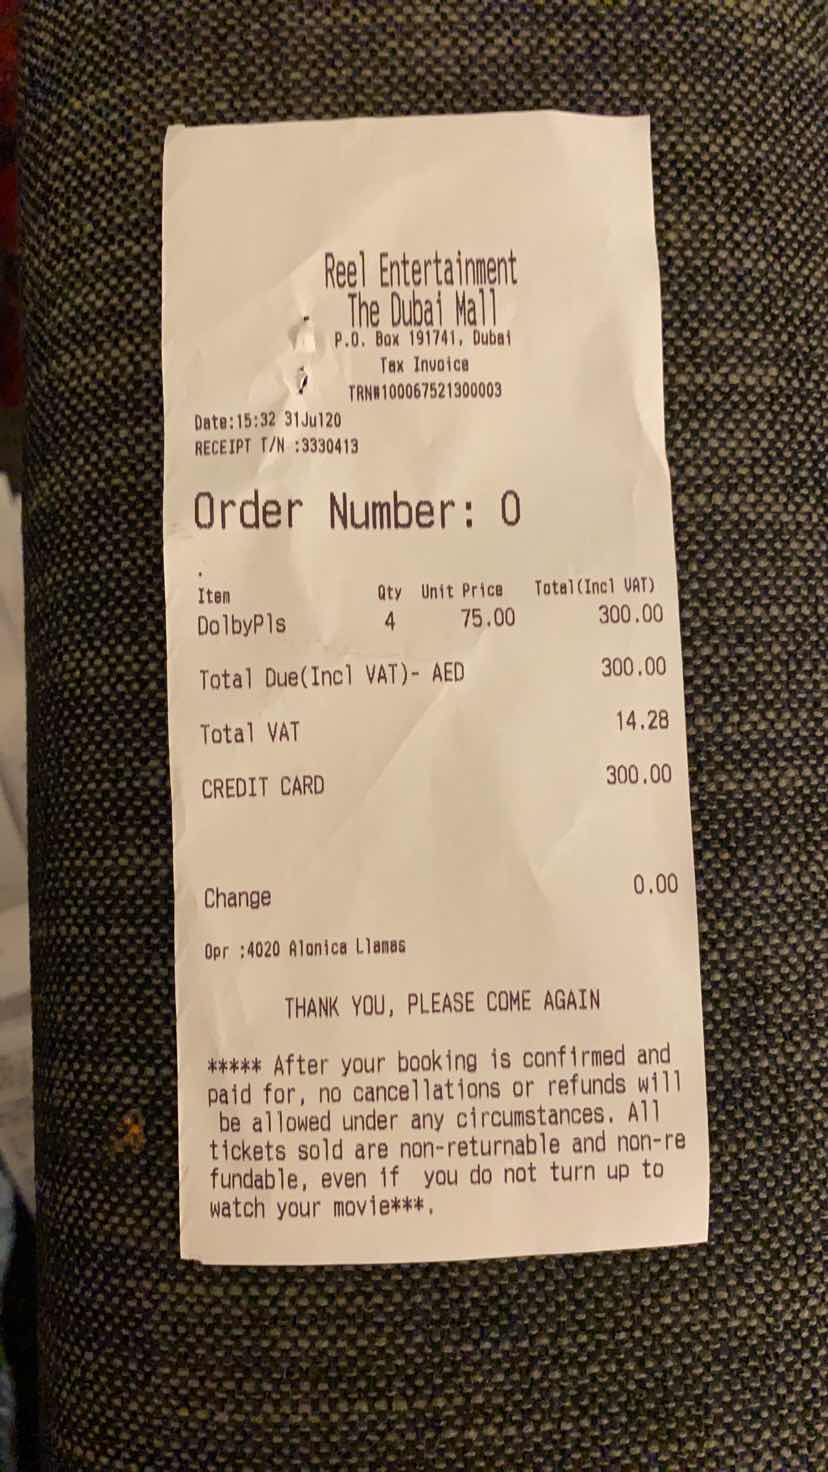 Reel Entertainment
The Dubai Mall
P.O. Box 191741, Dubai
Tax Invoice
TRN#100067521300003
Date:15:32 31Jul20
RECEIPT T/N :3330413
Order Number: 0
.
Item Qty Unit Price Total(Incl VAT)
DolbyPls 4 75.00 300.00
Total Due(Incl VAT)- AED 300.00
Total VAT 14.28
CREDIT CARD 300.00
Change 0.00
Opr :4020 Alonica Llamas
THANK YOU, PLEASE COME AGAIN
***** After your booking is confirmed and
paid for, no cancellations or refunds will
be allowed under any circumstances. All
tickets sold are non-returnable and non-re
fundable, even if you do not turn up to
watch your movie***.